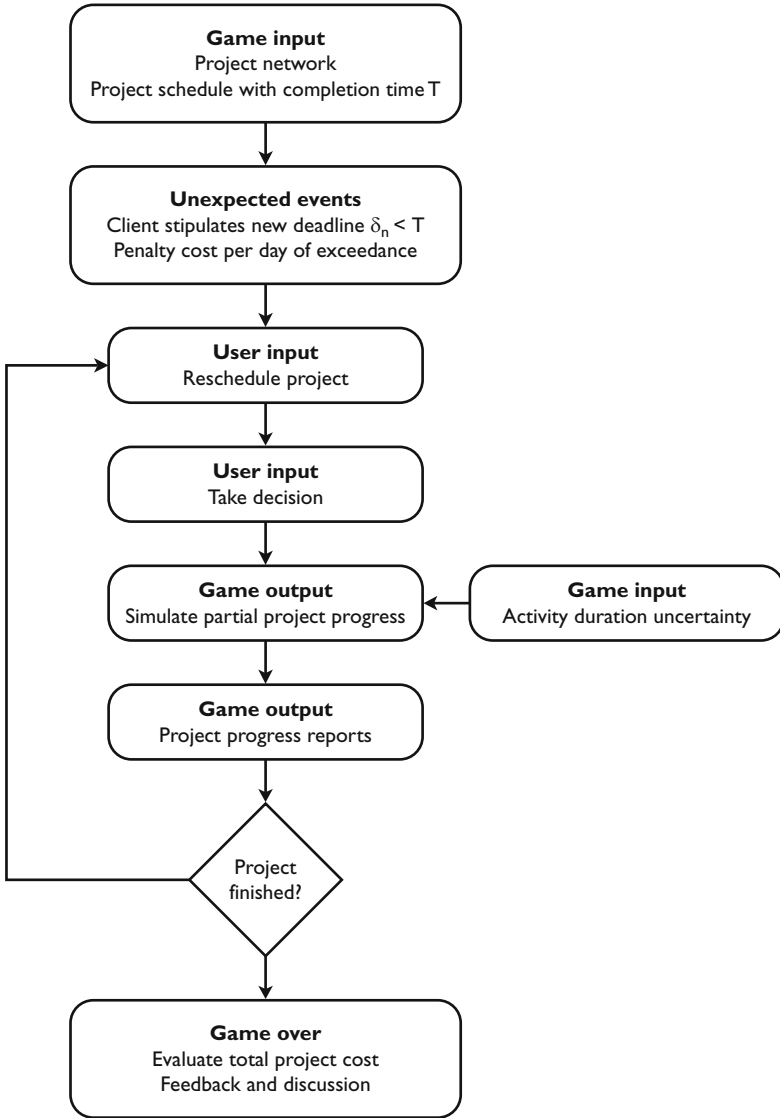 Game input
Project network
Project schedule with completion time T
Unexpected events
Client stipulates new deadline δn < T
Penalty cost per day of exceedance
User input
Reschedule project
User input
Take decision
Game output
Simulate partial project progress
Game input
Activity duration uncertainty
Game output
Project progress reports
Project
finished?
Game over
Evaluate total project cost
Feedback and discussion